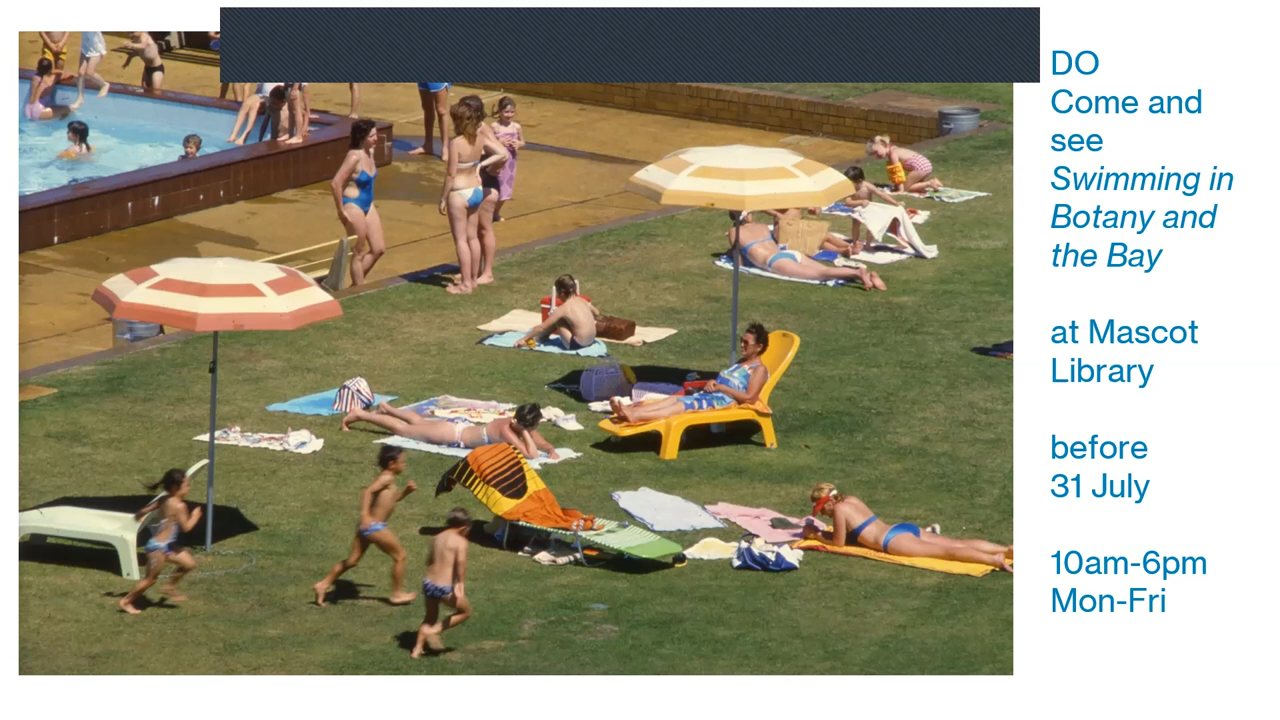 DO
Come and
see
Swimming in
Botany and
the Bay
at Mascot
Library
before
31 July
10am-6pm
Mon-Fri